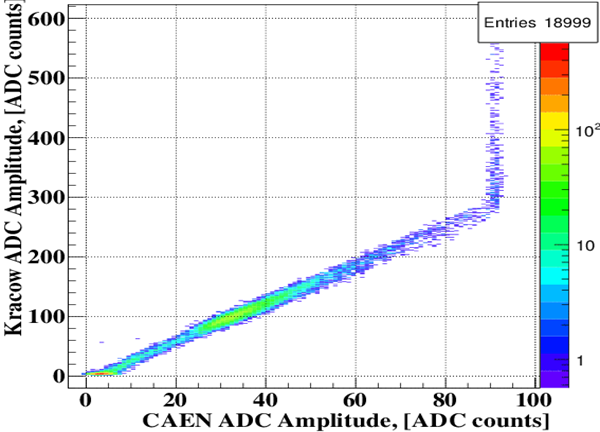 Entries 18999
Kracow ADC Amplitude, [ADC counts]
600
500
400
300
200
100
0
0 20 40 60 80 100
CAEN ADC Amplitude, [ADC counts]
10²
10
1